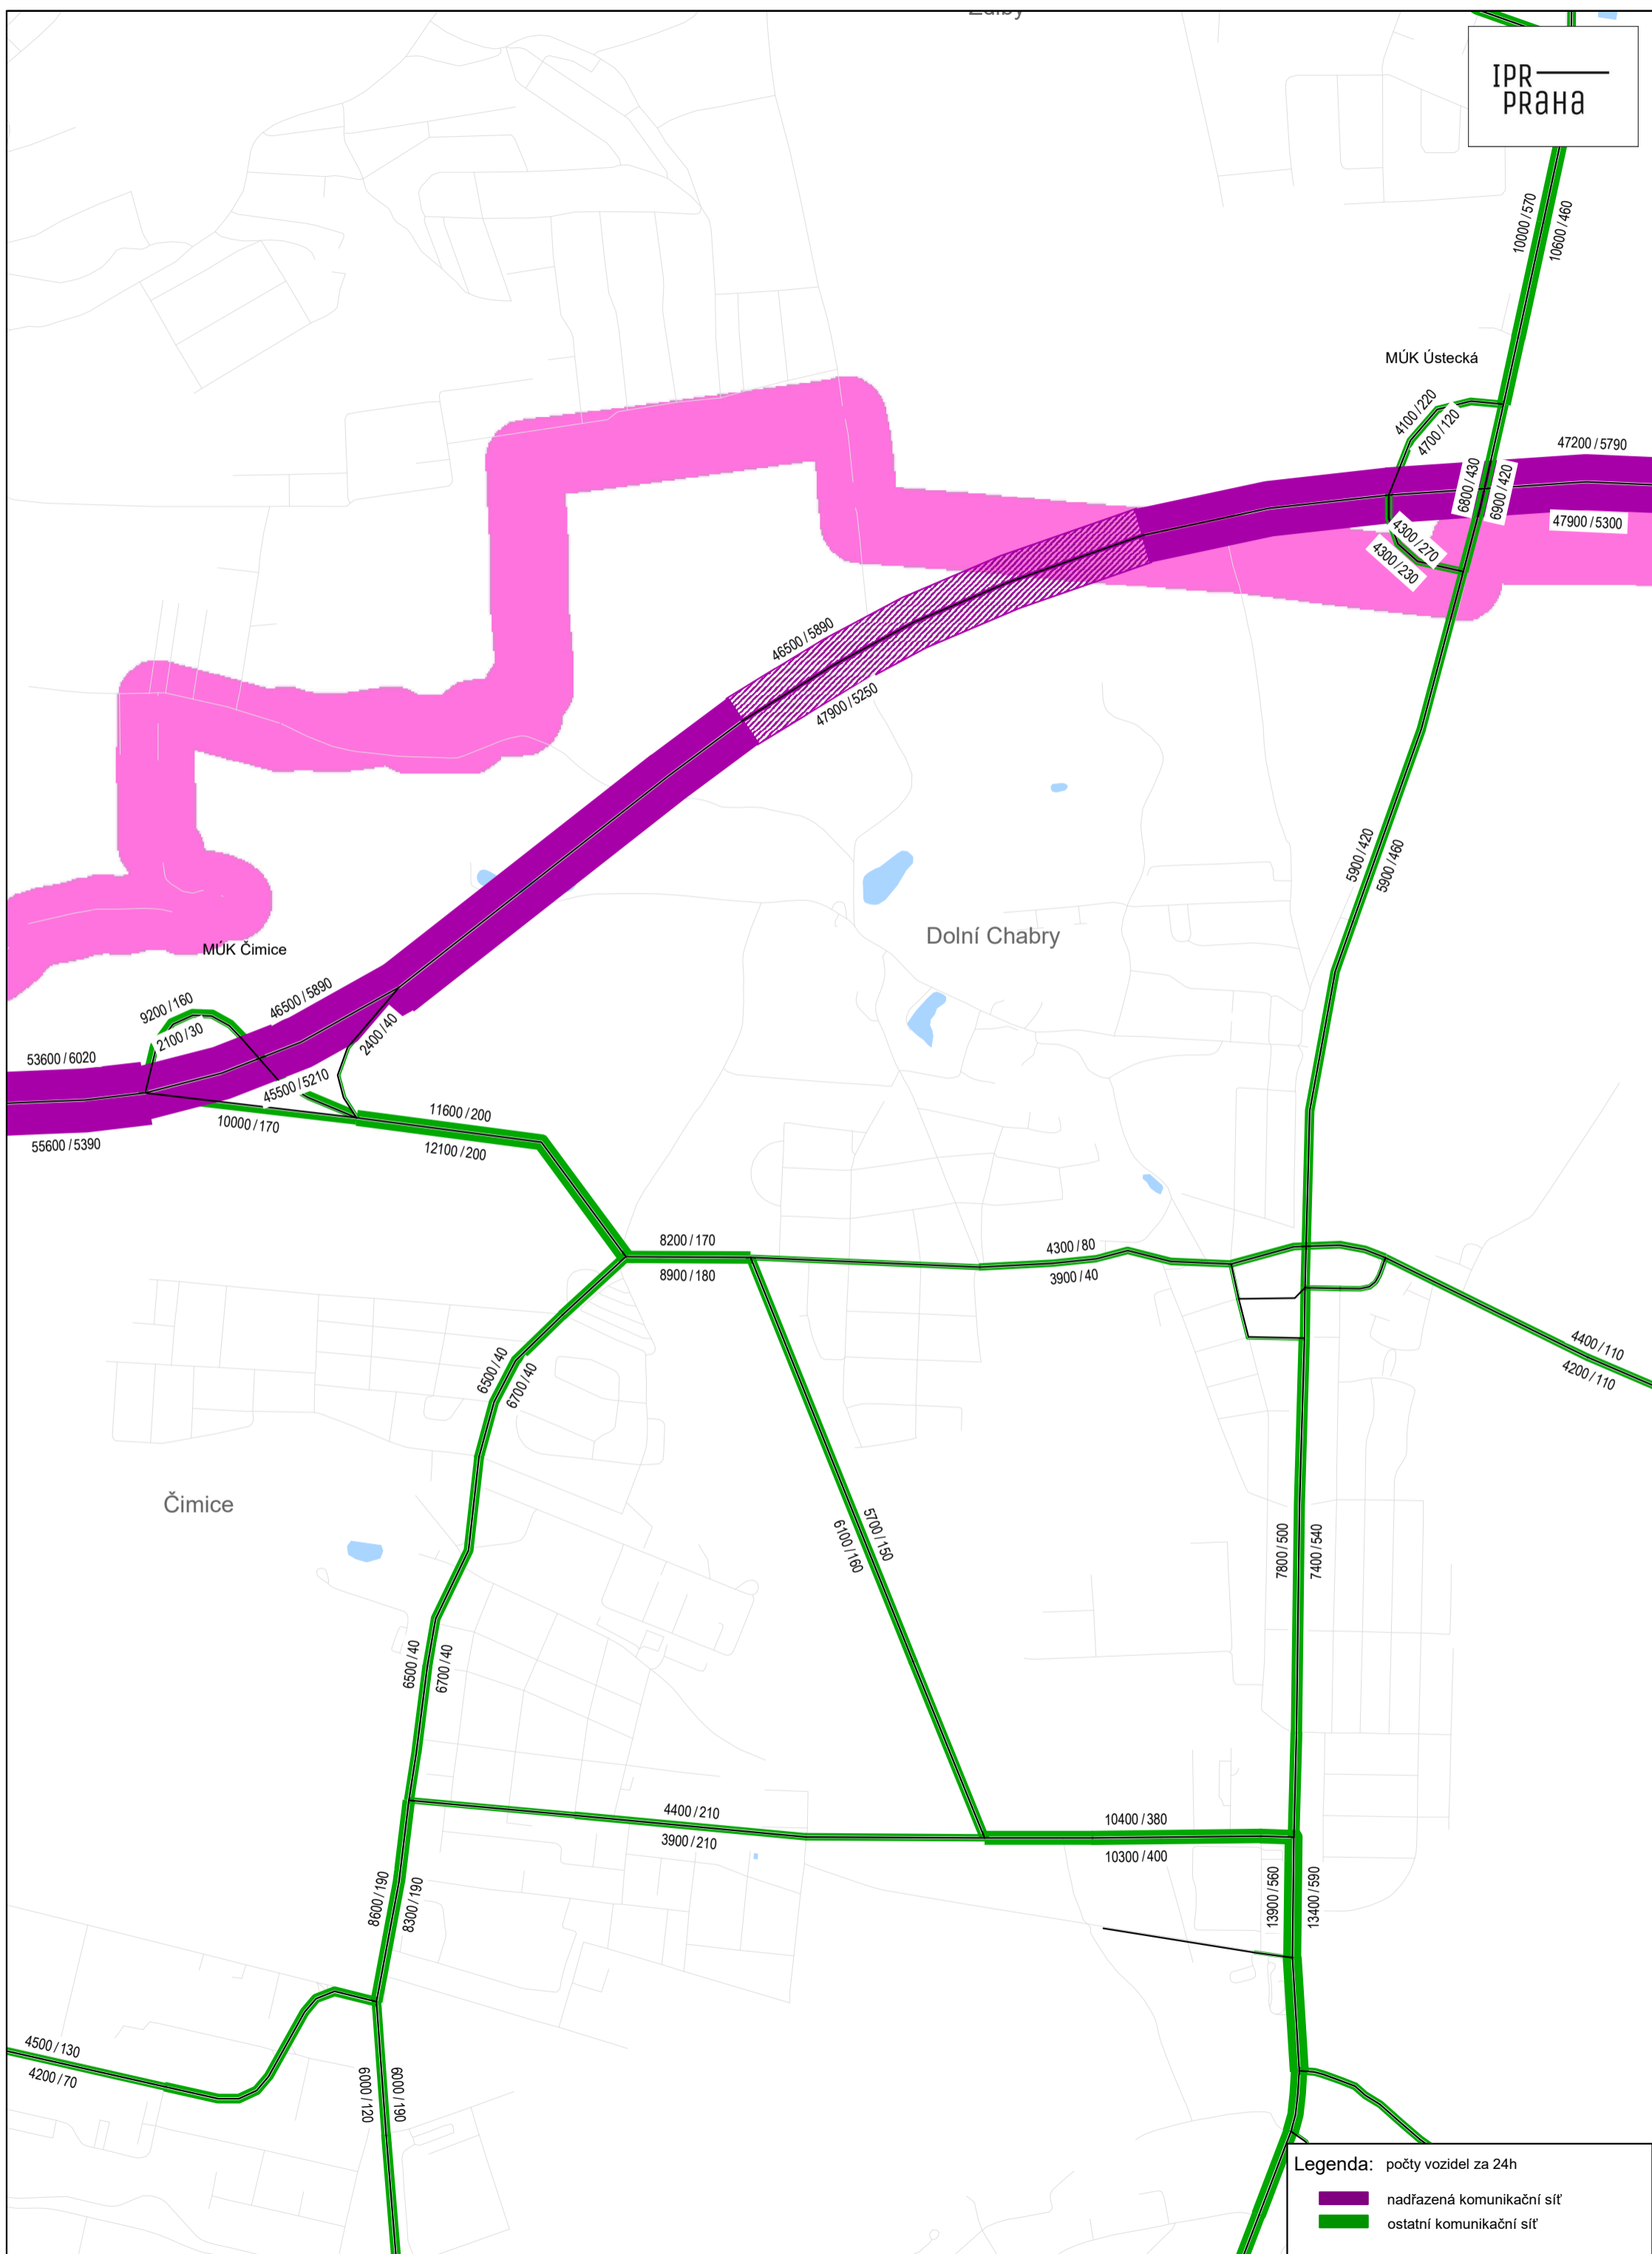 IPR
PRAHA
10000 / 570
10600 / 460
MÚK Ústecká
4100 / 220
4700 / 120
47200 / 5790
6800 / 430
6900 / 420
47900 / 5300
4300 / 270
4300 / 230
46500 / 5890
47900 / 5250
5900 / 420
5900 / 460
Dolní Chabry
MÚK Čimice
9200 / 160
2100 / 30
46500 / 5890
2400 / 40
53600 / 6020
45500 / 5210
10000 / 170
11600 / 200
12100 / 200
55600 / 5390
8200 / 170
8900 / 180
4300 / 80
3900 / 40
4400 / 110
4200 / 110
6500 / 40
6700 / 40
Čimice
5700 / 150
6100 / 160
7800 / 500
7400 / 540
6500 / 40
6700 / 40
4400 / 210
3900 / 210
10400 / 380
10300 / 400
8600 / 190
8300 / 190
13900 / 560
13400 / 590
4500 / 130
4200 / 70
6000 / 120
6000 / 190
Legenda: počty vozidel za 24h
nadřazená komunikační síť
ostatní komunikační síť